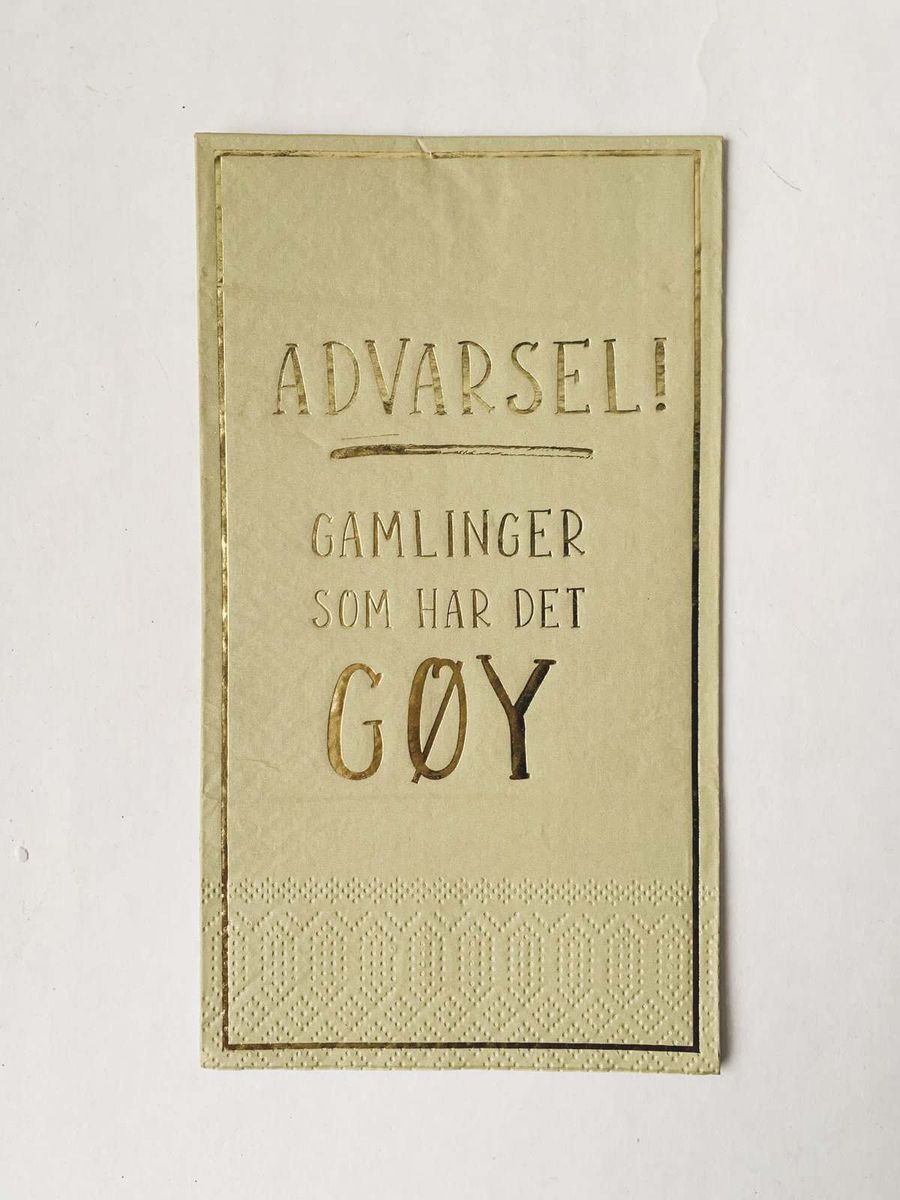 ADVARSEL!
GAMLINGER
SOM HAR DET
GØY